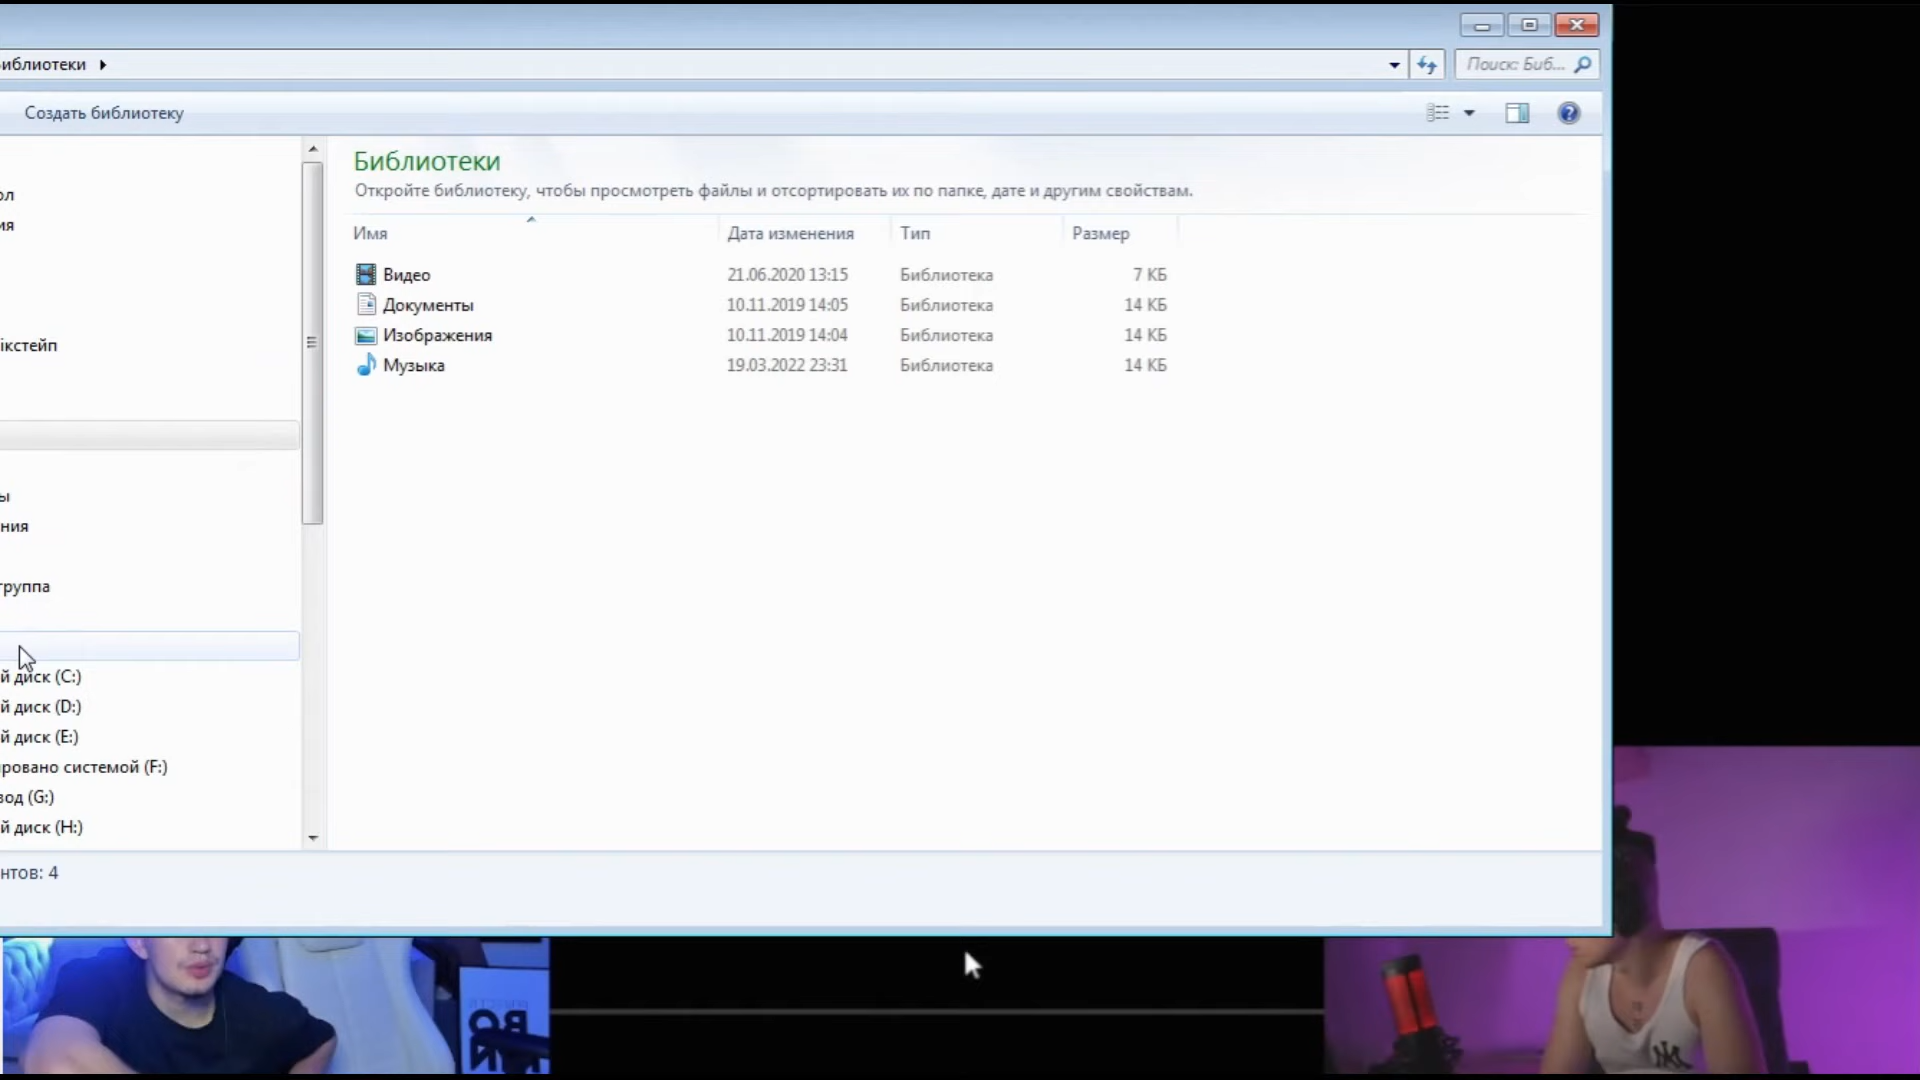 иблиотеки
Поиск: Биб...
Создать библиотеку
Библиотеки
Откройте библиотеку, чтобы просмотреть файлы и отсортировать их по папке, дате и другим свойствам.
Имя Дата изменения Тип Размер
Видео 21.06.2020 13:15 Библиотека 7 КБ
Документы 10.11.2019 14:05 Библиотека 14 КБ
Изображения 10.11.2019 14:04 Библиотека 14 КБ
Музыка 19.03.2022 23:31 Библиотека 14 КБ
ол
ия
ікстейп
ы
ния
группа
й диск (C:)
й диск (D:)
й диск (E:)
ровано системой (F:)
вод (G:)
й диск (H:)
нтов: 4